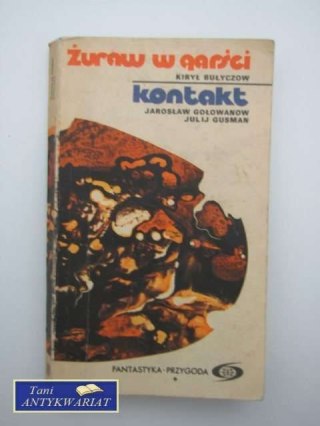 Żuraw w garści
KIRYŁ BUŁYCZOW
kontakt
JAROSŁAW GOŁOWANOW
JULIJ GUSMAN
FANTASTYKA-PRZYGODA
Tani
ANTYKWARIAT